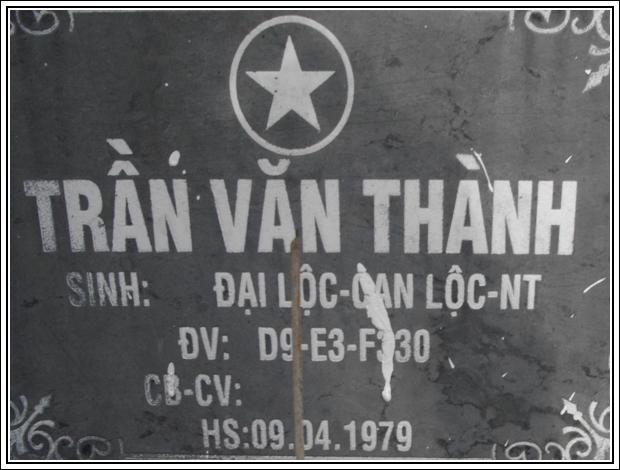 TRẦN VĂN THÀNH
SINH: ĐẠI LỘC-CAN LỘC-NT
ĐV: D9-E3-F330
CB-CV:
HS:09.04.1979